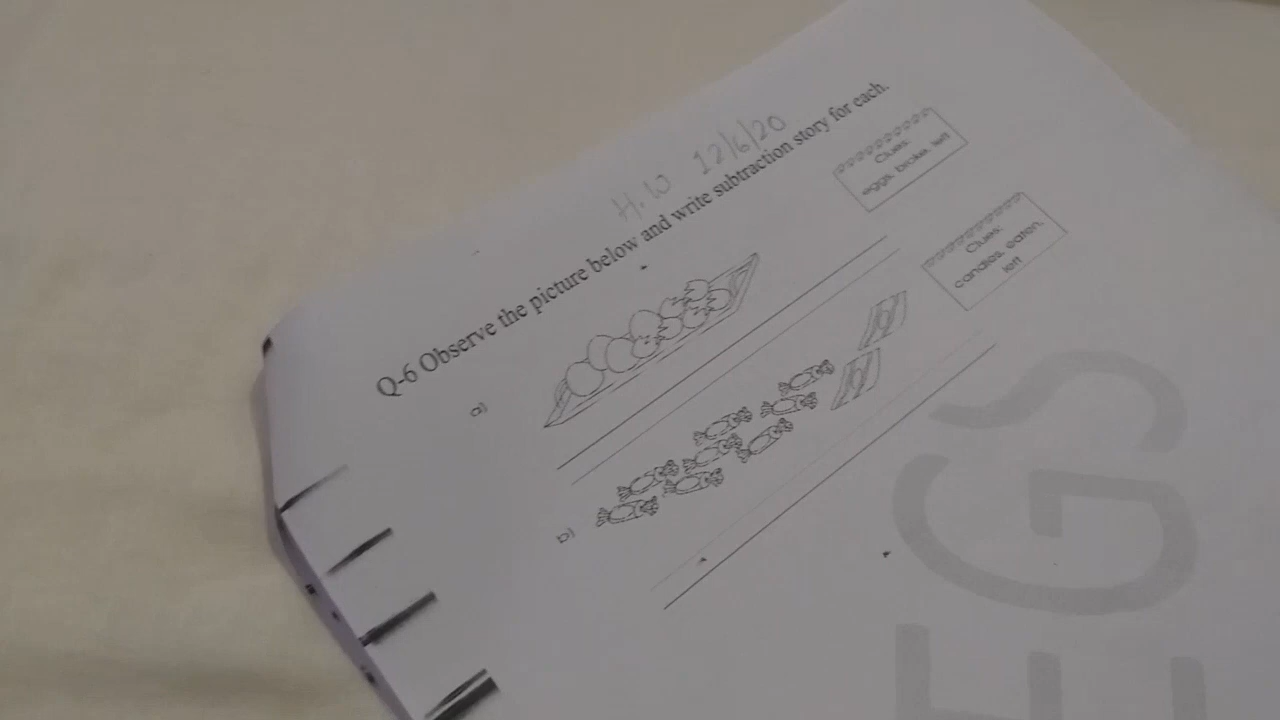 H.W 12/6/20
Q-6 Observe the picture below and write subtraction story for each.
a)
Clues:
eggs, broke, left
b)
Clues:
candies, eaten,
left
EGS